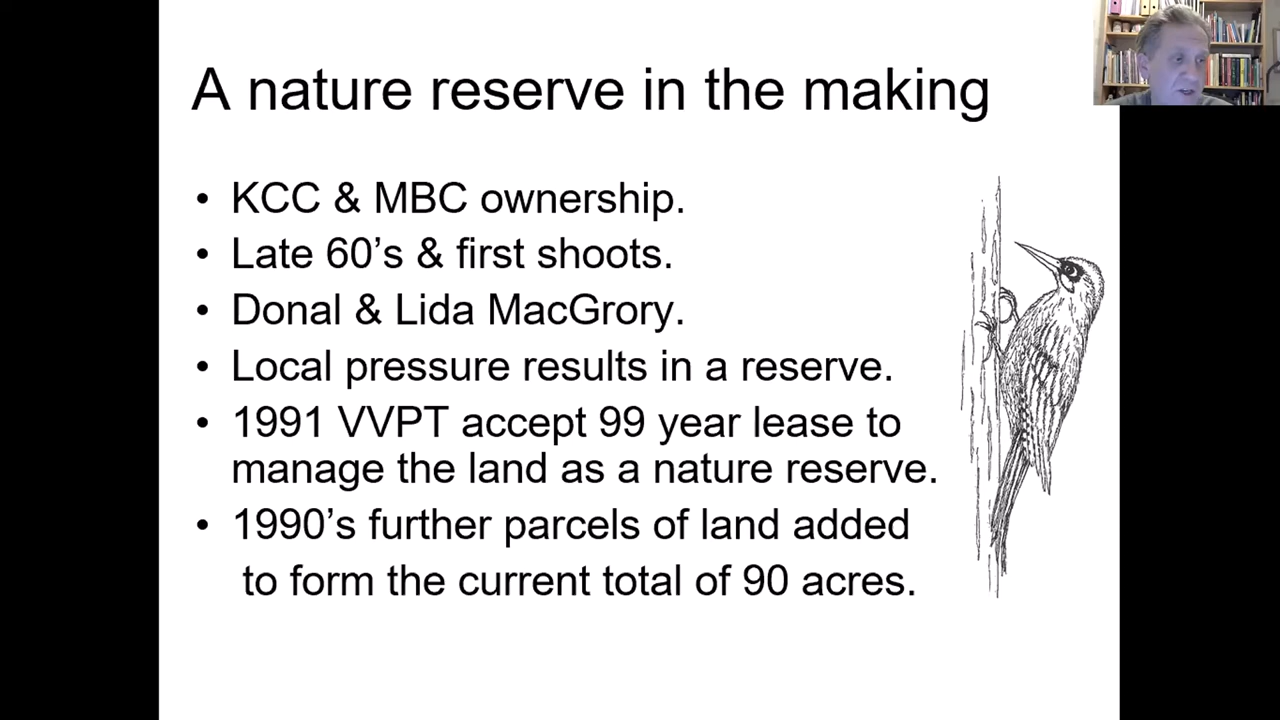 A nature reserve in the making
• KCC & MBC ownership.
• Late 60’s & first shoots.
• Donal & Lida MacGrory.
• Local pressure results in a reserve.
• 1991 VVPT accept 99 year lease to
manage the land as a nature reserve.
• 1990’s further parcels of land added
to form the current total of 90 acres.